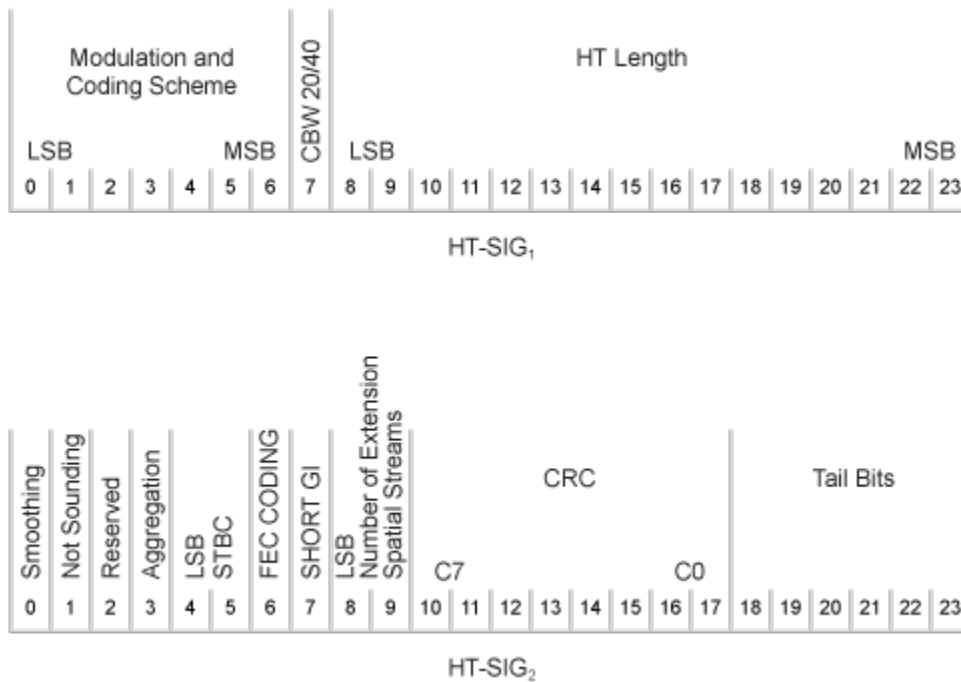 Modulation and
Coding Scheme
CBW 20/40
HT Length
LSB MSB LSB MSB
0 1 2 3 4 5 6 7 8 9 10 11 12 13 14 15 16 17 18 19 20 21 22 23
HT-SIG₁
Smoothing
Not Sounding
Reserved
Aggregation
LSB
STBC
FEC CODING
SHORT GI
LSB
Number of Extension
Spatial Streams
CRC
C7 C0
Tail Bits
0 1 2 3 4 5 6 7 8 9 10 11 12 13 14 15 16 17 18 19 20 21 22 23
HT-SIG₂